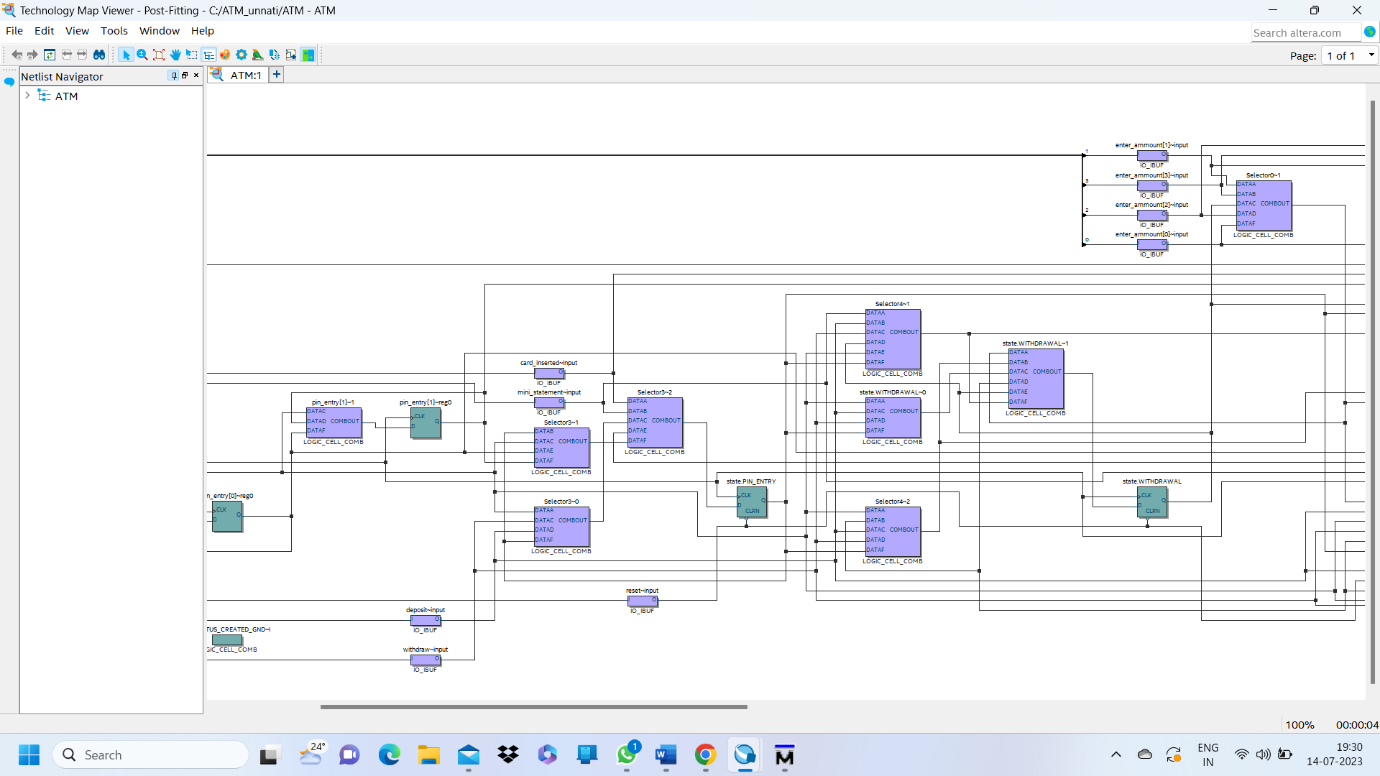 Technology Map Viewer - Post-Fitting - C:/ATM_unnati/ATM - ATM
File Edit View Tools Window Help
Search altera.com
Page: 1 of 1
Netlist Navigator
ATM:1
ATM
1
enter_ammount[1]~input
IO_IBUF
3
enter_ammount[3]~input
IO_IBUF
2
enter_ammount[2]~input
IO_IBUF
0
enter_ammount[0]~input
IO_IBUF
Selector0~1
DATAA
DATAB
DATAC COMBOUT
DATAD
DATAF
LOGIC_CELL_COMB
Selector4~1
DATAA
DATAB
DATAC COMBOUT
DATAD
DATAE
DATAF
LOGIC_CELL_COMB
state.WITHDRAWAL~1
DATAA
DATAB
DATAC COMBOUT
DATAD
DATAE
DATAF
LOGIC_CELL_COMB
card_inserted~input
IO_IBUF
mini_statement~input
IO_IBUF
Selector3~2
DATAA
DATAB
DATAC COMBOUT
DATAE
DATAF
LOGIC_CELL_COMB
state.WITHDRAWAL~0
DATAA
DATAC COMBOUT
DATAD
DATAF
LOGIC_CELL_COMB
pin_entry[1]~1
DATAC
DATAD COMBOUT
DATAF
LOGIC_CELL_COMB
pin_entry[1]~reg0
CLK
D
Q
Selector3~1
DATAB
DATAC COMBOUT
DATAE
DATAF
LOGIC_CELL_COMB
n_entry[0]~reg0
CLK
D
Q
Selector3~0
DATAA
DATAC COMBOUT
DATAD
DATAF
LOGIC_CELL_COMB
state.PIN_ENTRY
CLK
D
Q
CLRN
Selector4~2
DATAA
DATAB
DATAC COMBOUT
DATAD
DATAF
LOGIC_CELL_COMB
state.WITHDRAWAL
CLK
D
Q
CLRN
reset~input
IO_IBUF
deposit~input
IO_IBUF
TUS_CREATED_GND~I
GIC_CELL_COMB
withdraw~input
IO_IBUF
100% 00:00:04
Search
24°
1
ENG
IN
19:30
14-07-2023